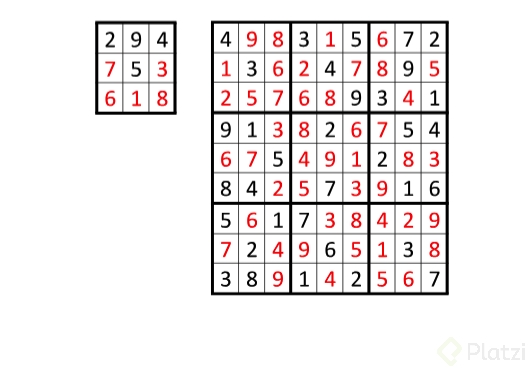 2 9 4
7 5 3
6 1 8
4 9 8 3 1 5 6 7 2
1 3 6 2 4 7 8 9 5
2 5 7 6 8 9 3 4 1
9 1 3 8 2 6 7 5 4
6 7 5 4 9 1 2 8 3
8 4 2 5 7 3 9 1 6
5 6 1 7 3 8 4 2 9
7 2 4 9 6 5 1 3 8
3 8 9 1 4 2 5 6 7
Platzi